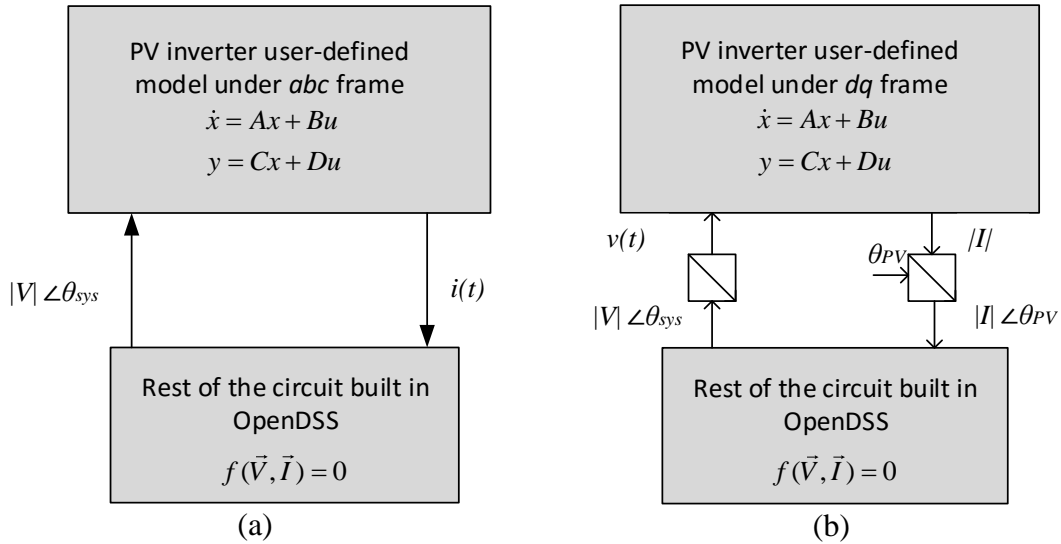 PV inverter user-defined
model under abc frame
ẋ = Ax + Bu
y = Cx + Du
|V| ∠θsys
i(t)
Rest of the circuit built in
OpenDSS
f(V⃗, I⃗) = 0
(a)
PV inverter user-defined
model under dq frame
ẋ = Ax + Bu
y = Cx + Du
v(t)
|I|
θPV
|V| ∠θsys
|I| ∠θPV
Rest of the circuit built in
OpenDSS
f(V⃗, I⃗) = 0
(b)